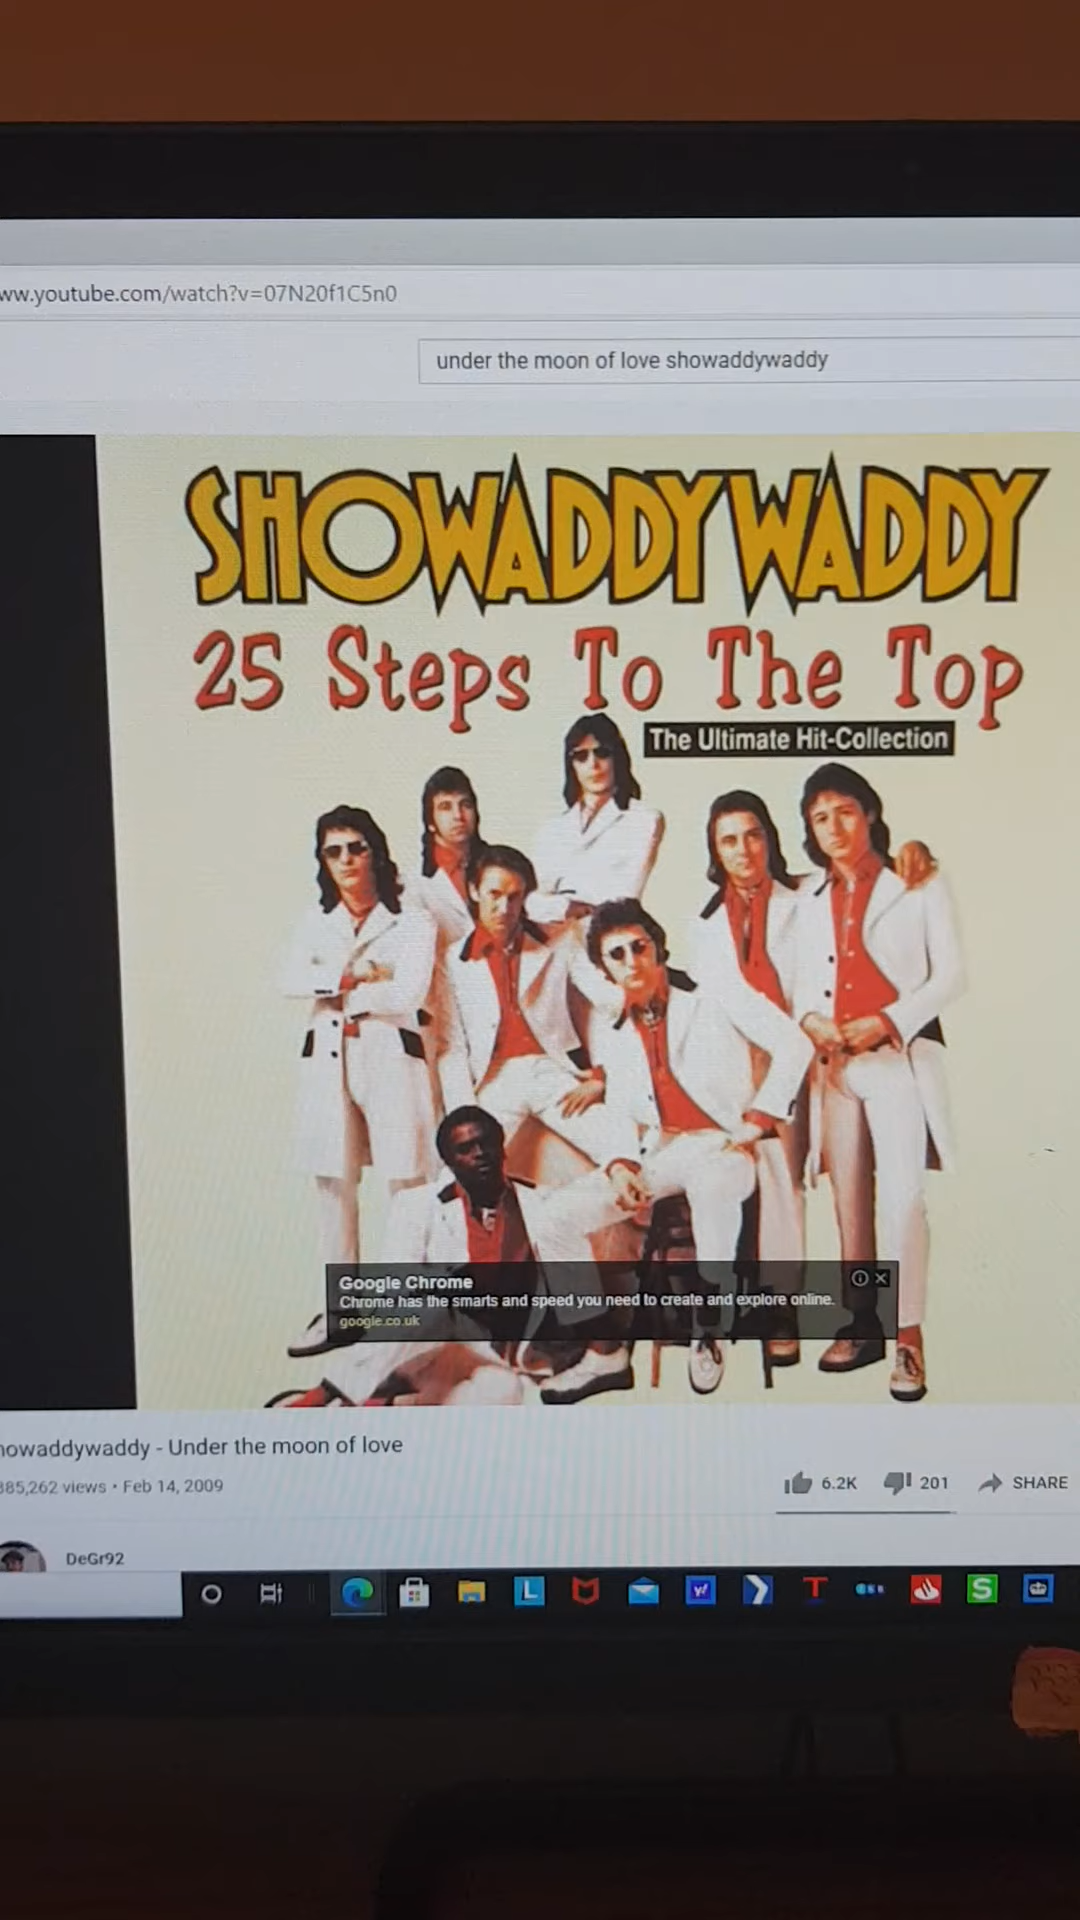 ww.youtube.com/watch?v=07N20f1C5n0
under the moon of love showaddywaddy
SHOWADDYWADDY
25 Steps To The Top
The Ultimate Hit-Collection
Google Chrome
Chrome has the smarts and speed you need to create and explore online.
google.co.uk
howaddywaddy - Under the moon of love
385,262 views • Feb 14, 2009
6.2K 201 SHARE
DeGr92
L y! T S